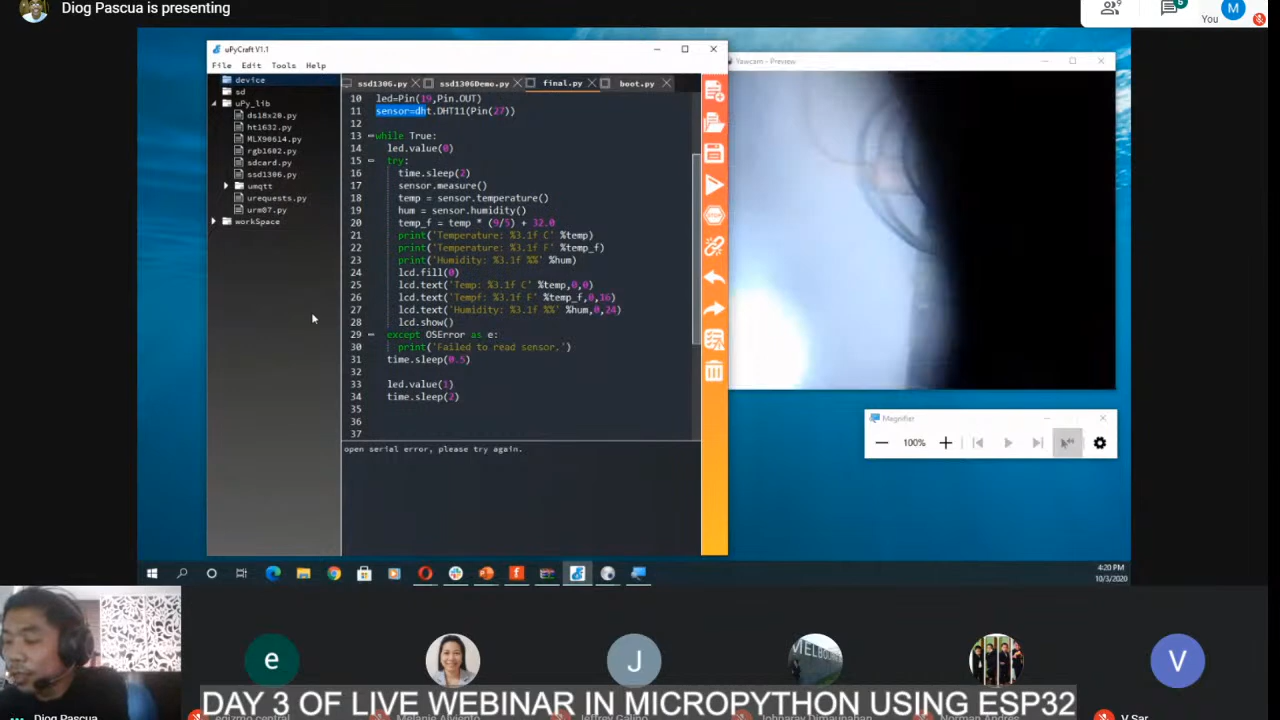 Diog Pascua is presenting
9
5
You
M
uPyCraft V1.1
File Edit Tools Help
device
sd
uPy_lib
ds18x20.py
ht1632.py
MLX90614.py
rgb1602.py
sdcard.py
ssd1306.py
umqtt
urequests.py
urm07.py
workSpace
ssd1306.py ssd1306Demo.py final.py boot.py
10 led=Pin(19,Pin.OUT)
11 sensor=dht.DHT11(Pin(27))
12
13 while True:
14 led.value(0)
15 try:
16 time.sleep(2)
17 sensor.measure()
18 temp = sensor.temperature()
19 hum = sensor.humidity()
20 temp_f = temp * (9/5) + 32.0
21 print('Temperature: %3.1f C' %temp)
22 print('Temperature: %3.1f F' %temp_f)
23 print('Humidity: %3.1f %%' %hum)
24 lcd.fill(0)
25 lcd.text('Temp: %3.1f C' %temp,0,0)
26 lcd.text('Tempf: %3.1f F' %temp_f,0,16)
27 lcd.text('Humidity: %3.1f %%' %hum,0,24)
28 lcd.show()
29 except OSError as e:
30 print('Failed to read sensor.')
31 time.sleep(0.5)
32
33 led.value(1)
34 time.sleep(2)
35
36
37
open serial error, please try again.
Yawcam - Preview
Magnifier
100%
4:20 PM
10/3/2020
e
J
MELBOU
V
DAY 3 OF LIVE WEBINAR IN MICROPYTHON USING ESP32
Diog Pascua
V Sar